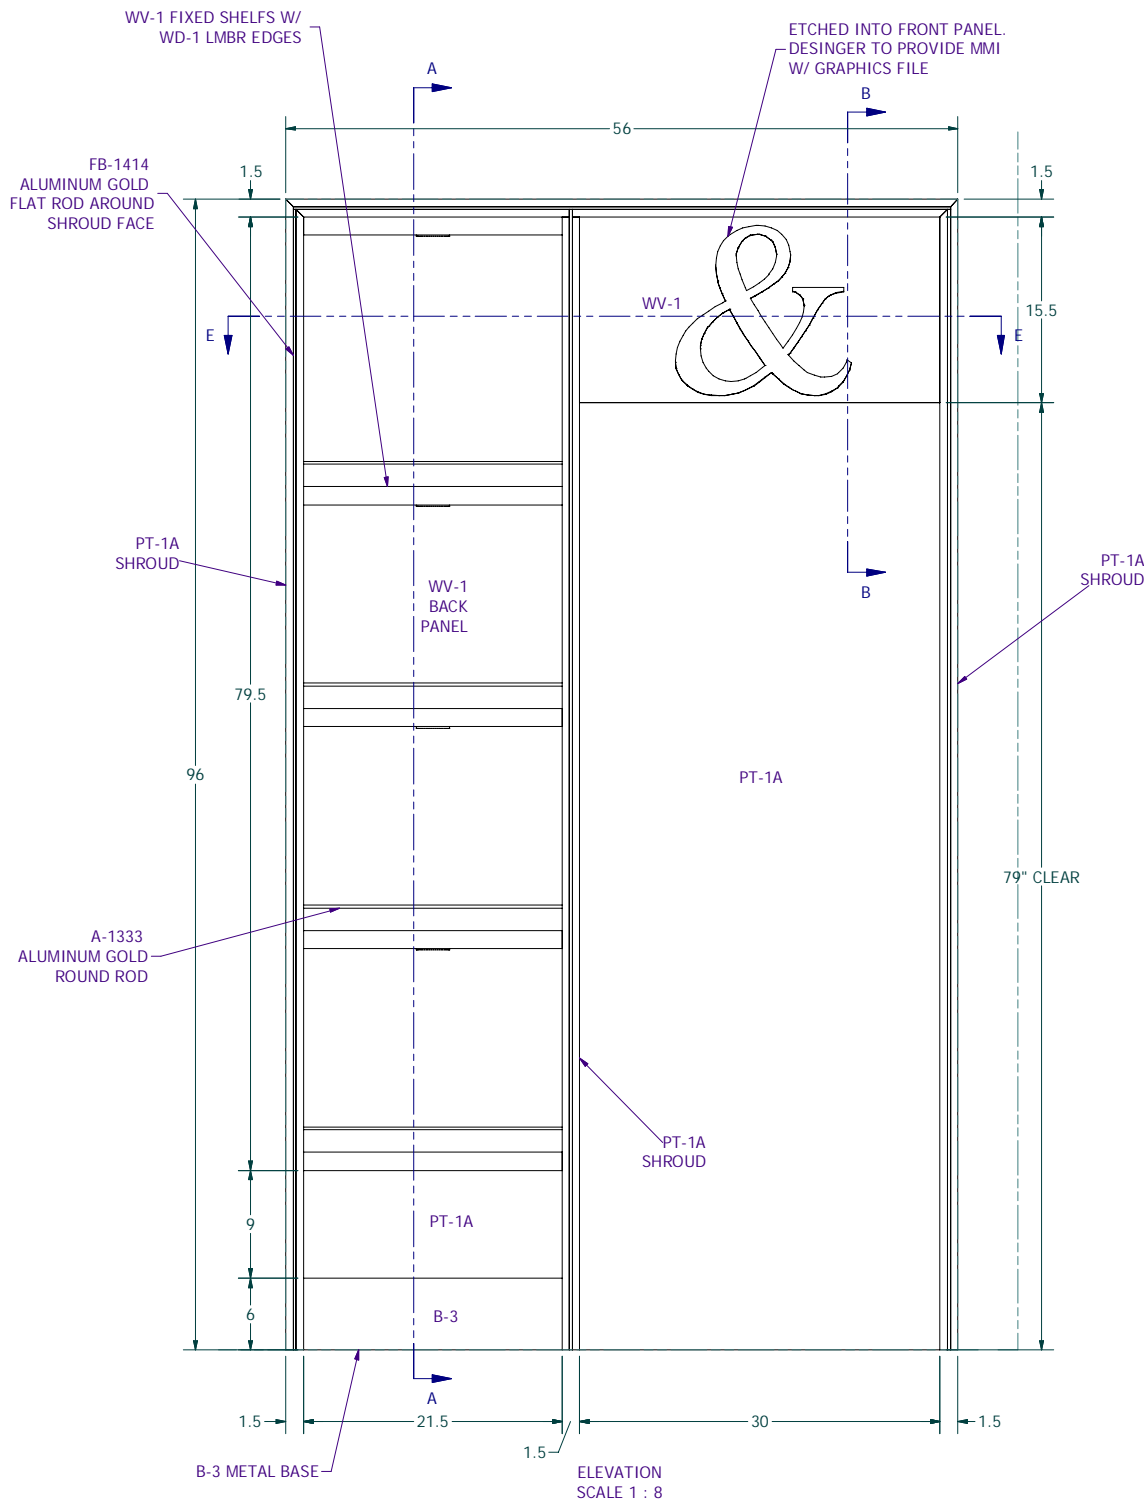 WV-1 FIXED SHELFS W/
WD-1 LMBR EDGES
ETCHED INTO FRONT PANEL.
DESINGER TO PROVIDE MMI
W/ GRAPHICS FILE
A
B
56
FB-1414
ALUMINUM GOLD
FLAT ROD AROUND
SHROUD FACE
1.5
1.5
&
WV-1
15.5
E
E
PT-1A
SHROUD
WV-1
BACK
PANEL
B
PT-1A
SHROUD
79.5
96
PT-1A
79" CLEAR
A-1333
ALUMINUM GOLD
ROUND ROD
PT-1A
SHROUD
9
PT-1A
6
B-3
A
1.5
21.5
1.5
30
1.5
B-3 METAL BASE
ELEVATION
SCALE 1 : 8